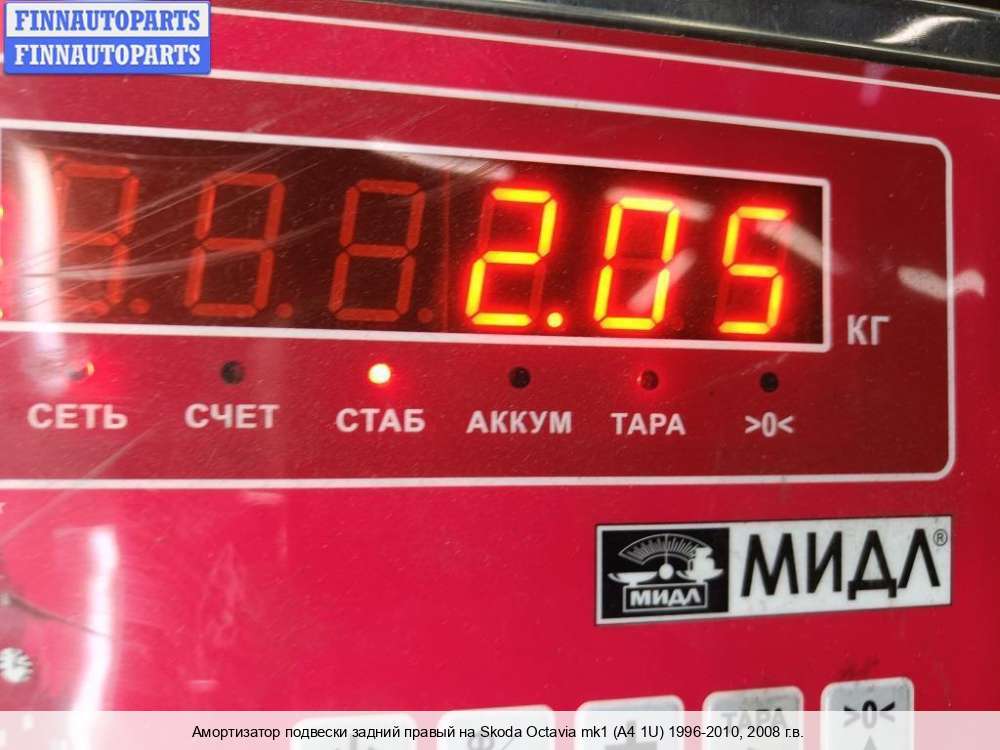 FINNAUTOPARTS
FINNAUTOPARTS
2.05
КГ
СЕТЬ СЧЕТ СТАБ АККУМ ТАРА >0<
МИДЛ МИДЛ®
ТАРА >0<
Амортизатор подвески задний правый на Skoda Octavia mk1 (A4 1U) 1996-2010, 2008 г.в.